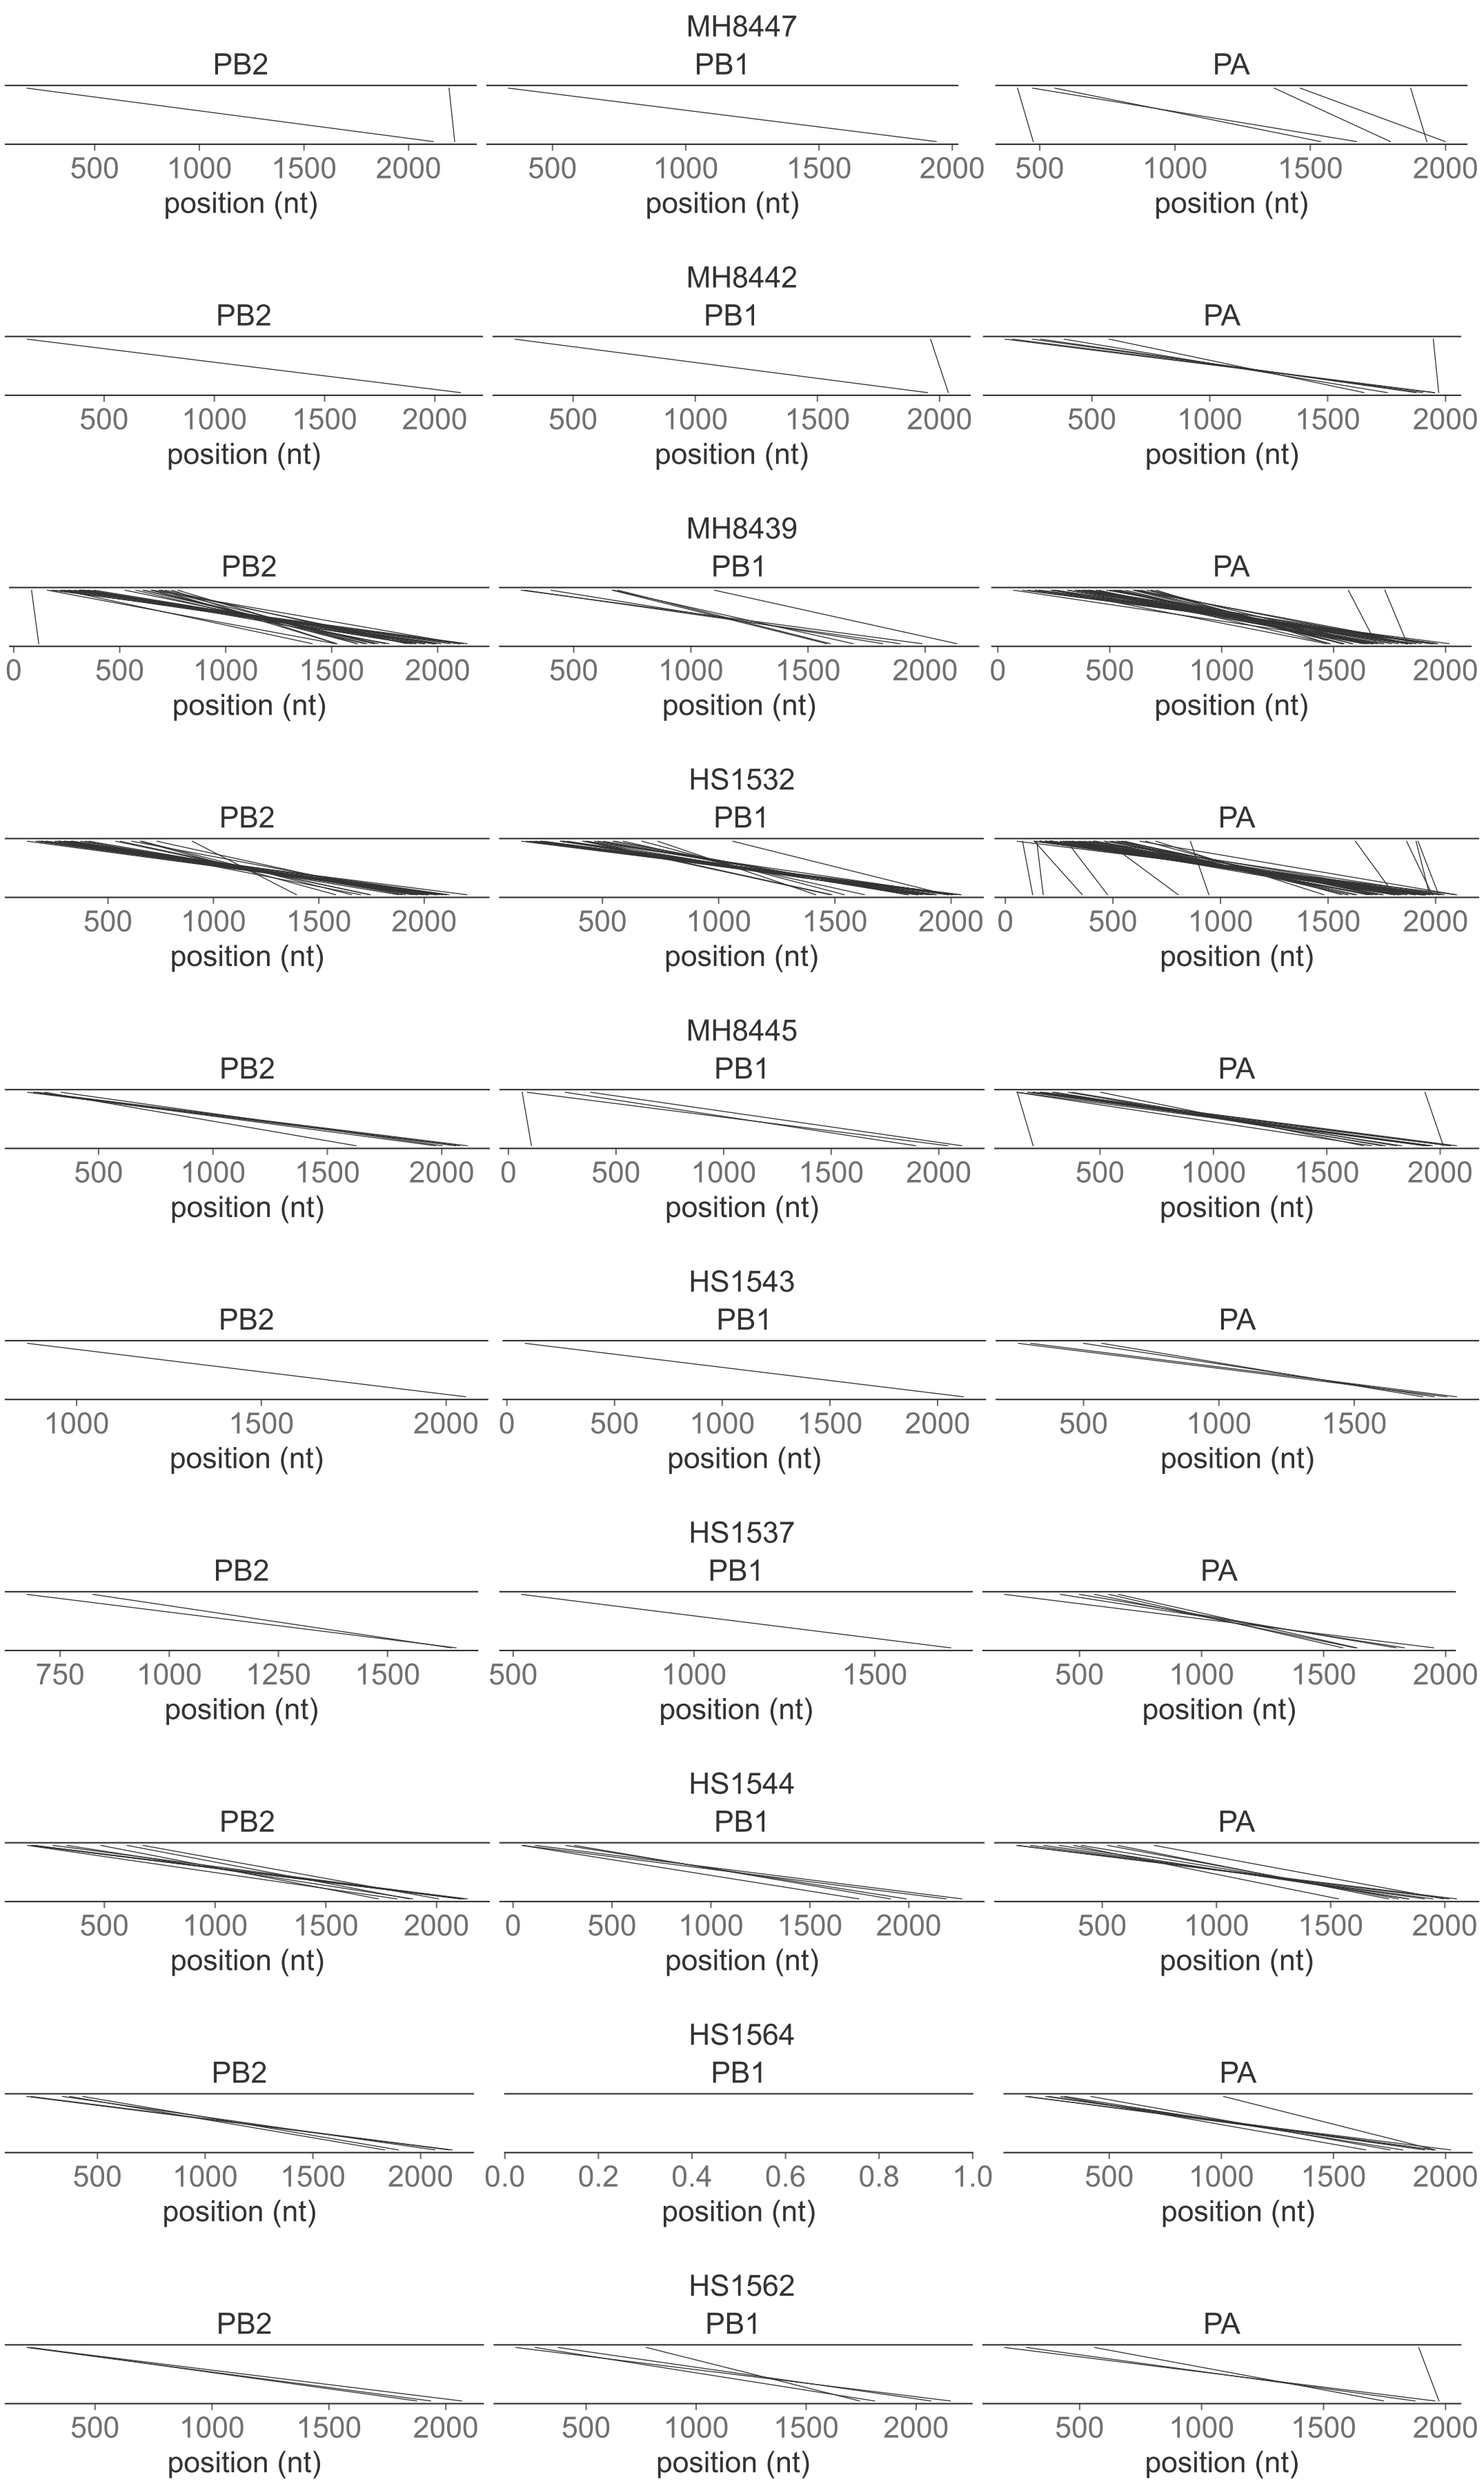 MH8447
PB2 PB1 PA
500 1000 1500 2000 500 1000 1500 2000 500 1000 1500 2000
position (nt) position (nt) position (nt)
MH8442
PB2 PB1 PA
500 1000 1500 2000 500 1000 1500 2000 500 1000 1500 2000
position (nt) position (nt) position (nt)
MH8439
PB2 PB1 PA
0 500 1000 1500 2000 500 1000 1500 2000 0 500 1000 1500 2000
position (nt) position (nt) position (nt)
HS1532
PB2 PB1 PA
500 1000 1500 2000 500 1000 1500 2000 0 500 1000 1500 2000
position (nt) position (nt) position (nt)
MH8445
PB2 PB1 PA
500 1000 1500 2000 0 500 1000 1500 2000 500 1000 1500 2000
position (nt) position (nt) position (nt)
HS1543
PB2 PB1 PA
1000 1500 2000 0 500 1000 1500 2000 500 1000 1500
position (nt) position (nt) position (nt)
HS1537
PB2 PB1 PA
750 1000 1250 1500 500 1000 1500 500 1000 1500 2000
position (nt) position (nt) position (nt)
HS1544
PB2 PB1 PA
500 1000 1500 2000 0 500 1000 1500 2000 500 1000 1500 2000
position (nt) position (nt) position (nt)
HS1564
PB2 PB1 PA
500 1000 1500 2000 0.0 0.2 0.4 0.6 0.8 1.0 500 1000 1500 2000
position (nt) position (nt) position (nt)
HS1562
PB2 PB1 PA
500 1000 1500 2000 500 1000 1500 2000 500 1000 1500 2000
position (nt) position (nt) position (nt)